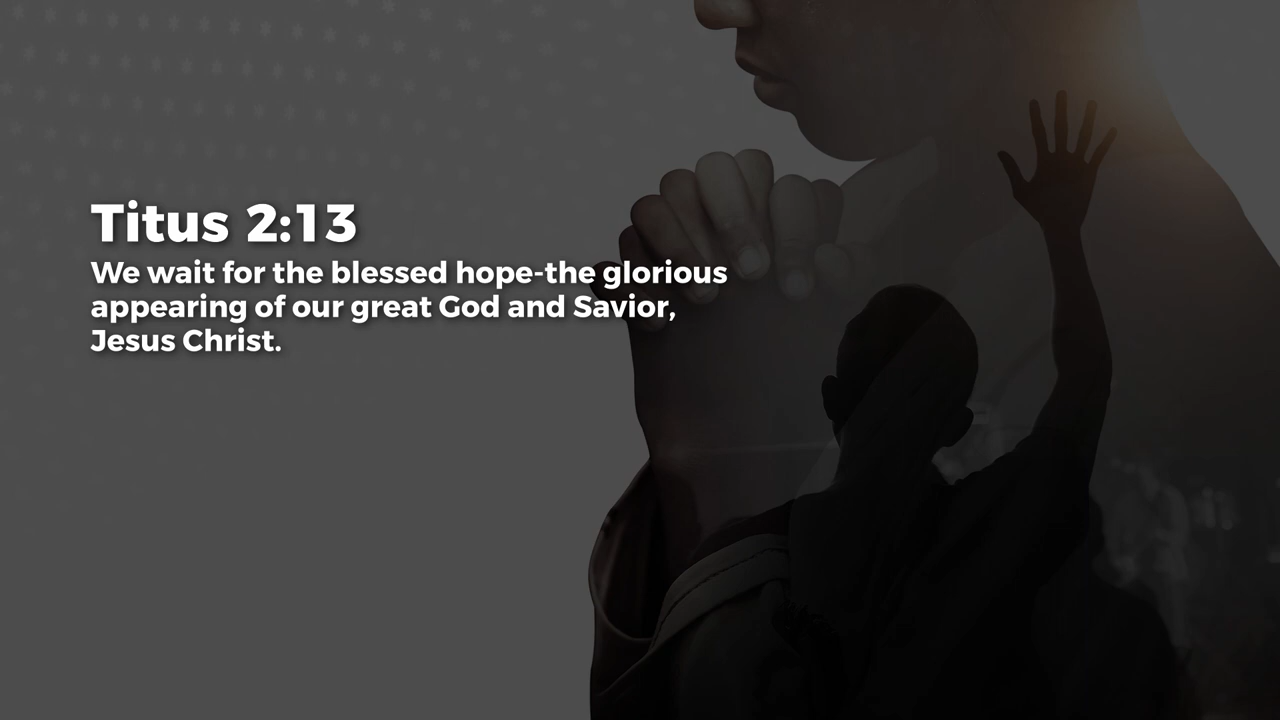 Titus 2:13
We wait for the blessed hope-the glorious
appearing of our great God and Savior,
Jesus Christ.